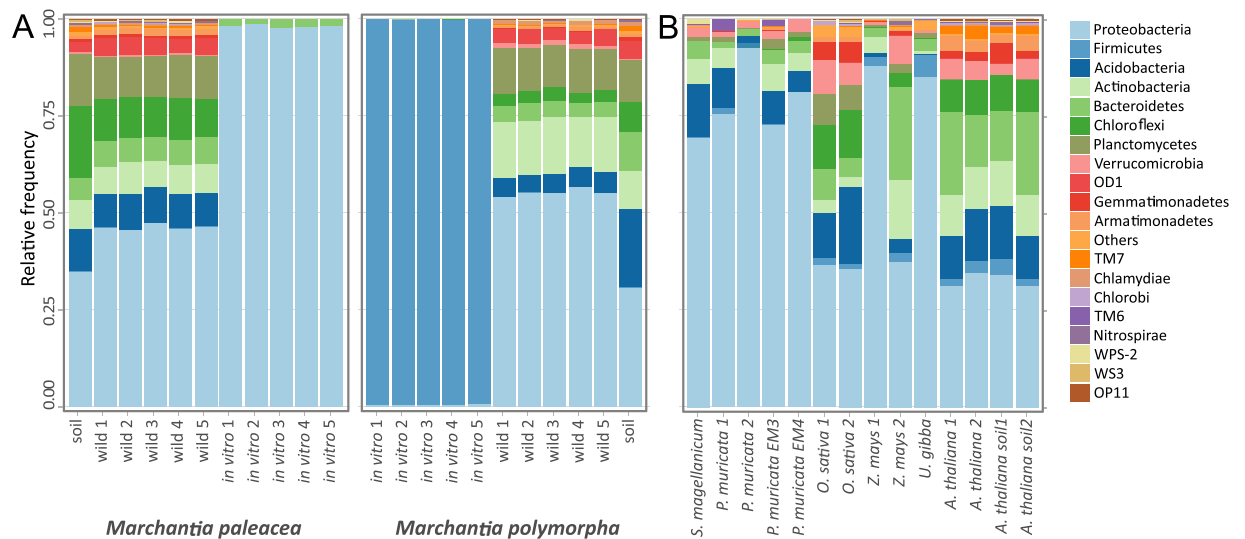 A
B
Relative frequency
1.00
0.75
0.50
0.25
0.00
soil
wild 1
wild 2
wild 3
wild 4
wild 5
in vitro 1
in vitro 2
in vitro 3
in vitro 4
in vitro 5
Marchantia paleacea
in vitro 1
in vitro 2
in vitro 3
in vitro 4
in vitro 5
wild 1
wild 2
wild 3
wild 4
wild 5
soil
Marchantia polymorpha
S. magellanicum
P. muricata 1
P. muricata 2
P. muricata EM3
P. muricata EM4
O. sativa 1
O. sativa 2
Z. mays 1
Z. mays 2
U. gibba
A. thaliana 1
A. thaliana 2
A. thaliana soil1
A. thaliana soil2
Proteobacteria
Firmicutes
Acidobacteria
Actinobacteria
Bacteroidetes
Chloroflexi
Planctomycetes
Verrucomicrobia
OD1
Gemmatimonadetes
Armatimonadetes
Others
TM7
Chlamydiae
Chlorobi
TM6
Nitrospirae
WPS-2
WS3
OP11